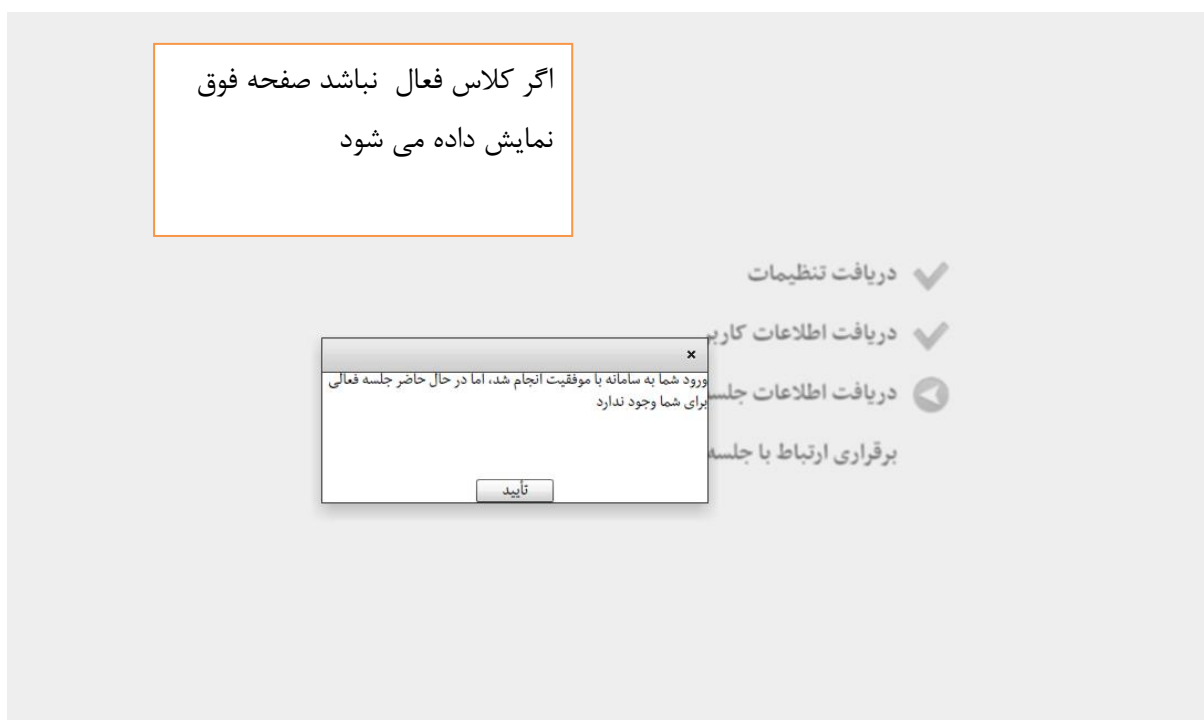 اگر کلاس فعال نباشد صفحه فوق
نمایش داده می شود
دریافت تنظیمات
دریافت اطلاعات کاربر
دریافت اطلاعات جلس
برقراری ارتباط با جلسه
×
ورود شما به سامانه با موفقیت انجام شد، اما در حال حاضر جلسه فعالی
برای شما وجود ندارد
تأیید